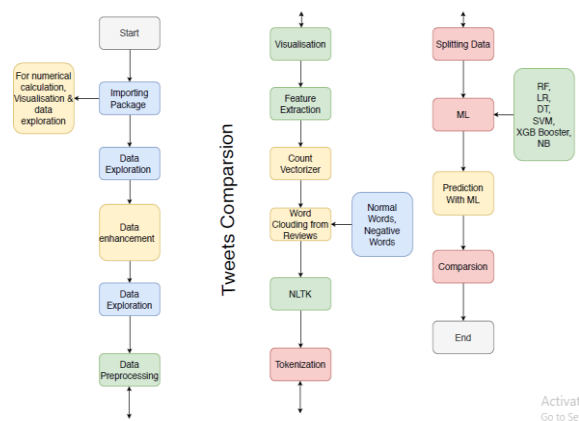 Start
For numerical
calculation,
Visualisation &
data
exploration
Importing
Package
Data
Exploration
Data
enhancement
Data
Exploration
Data
Preprocessing
Tweets Comparsion
Visualisation
Feature
Extraction
Count
Vectorizer
Word
Clouding from
Reviews
Normal
Words,
Negative
Words
NLTK
Tokenization
Splitting Data
ML
RF,
LR,
DT,
SVM,
XGB Booster,
NB
Prediction
With ML
Comparsion
End
Activat
Go to Se